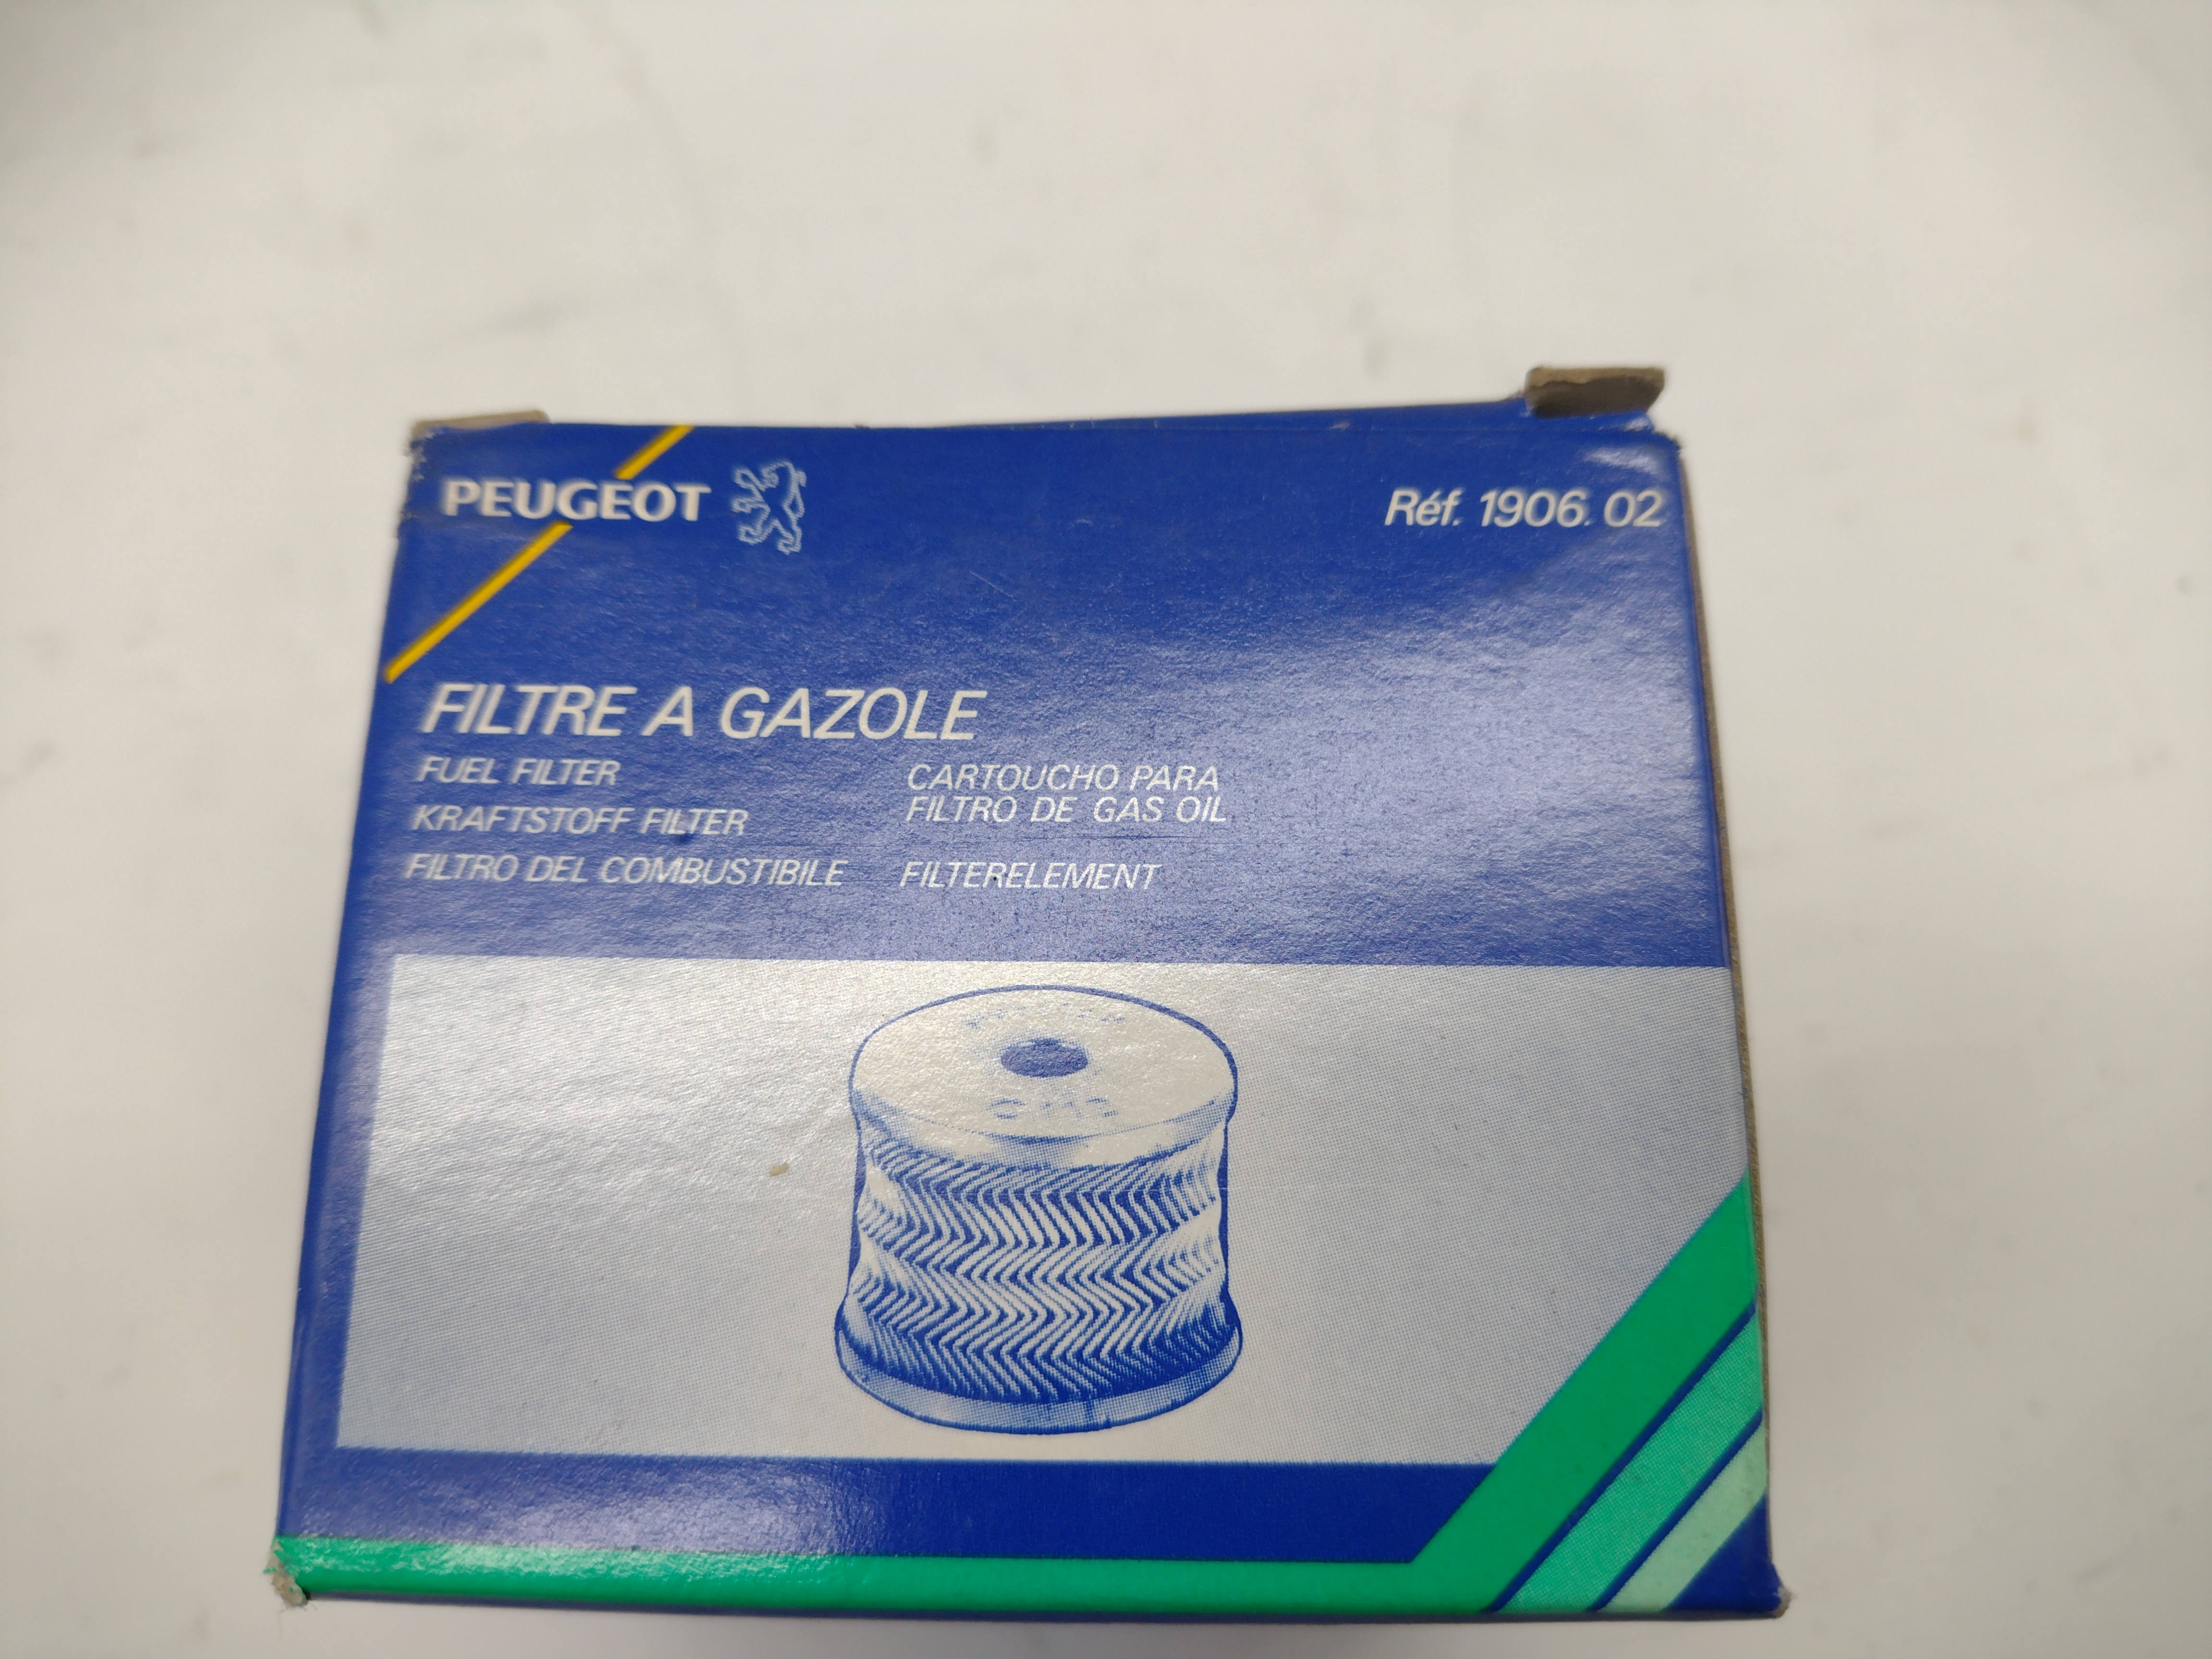 PEUGEOT
Réf. 1906. 02
FILTRE A GAZOLE
FUEL FILTER
KRAFTSTOFF FILTER
FILTRO DEL COMBUSTIBILE
CARTOUCHO PARA
FILTRO DE GAS OIL
FILTERELEMENT